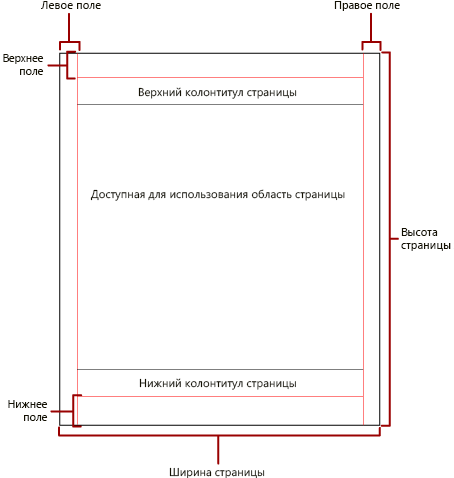 Левое поле
Правое поле
Верхнее
поле
Верхний колонтитул страницы
Доступная для использования область страницы
Высота
страницы
Нижний колонтитул страницы
Нижнее
поле
Ширина страницы